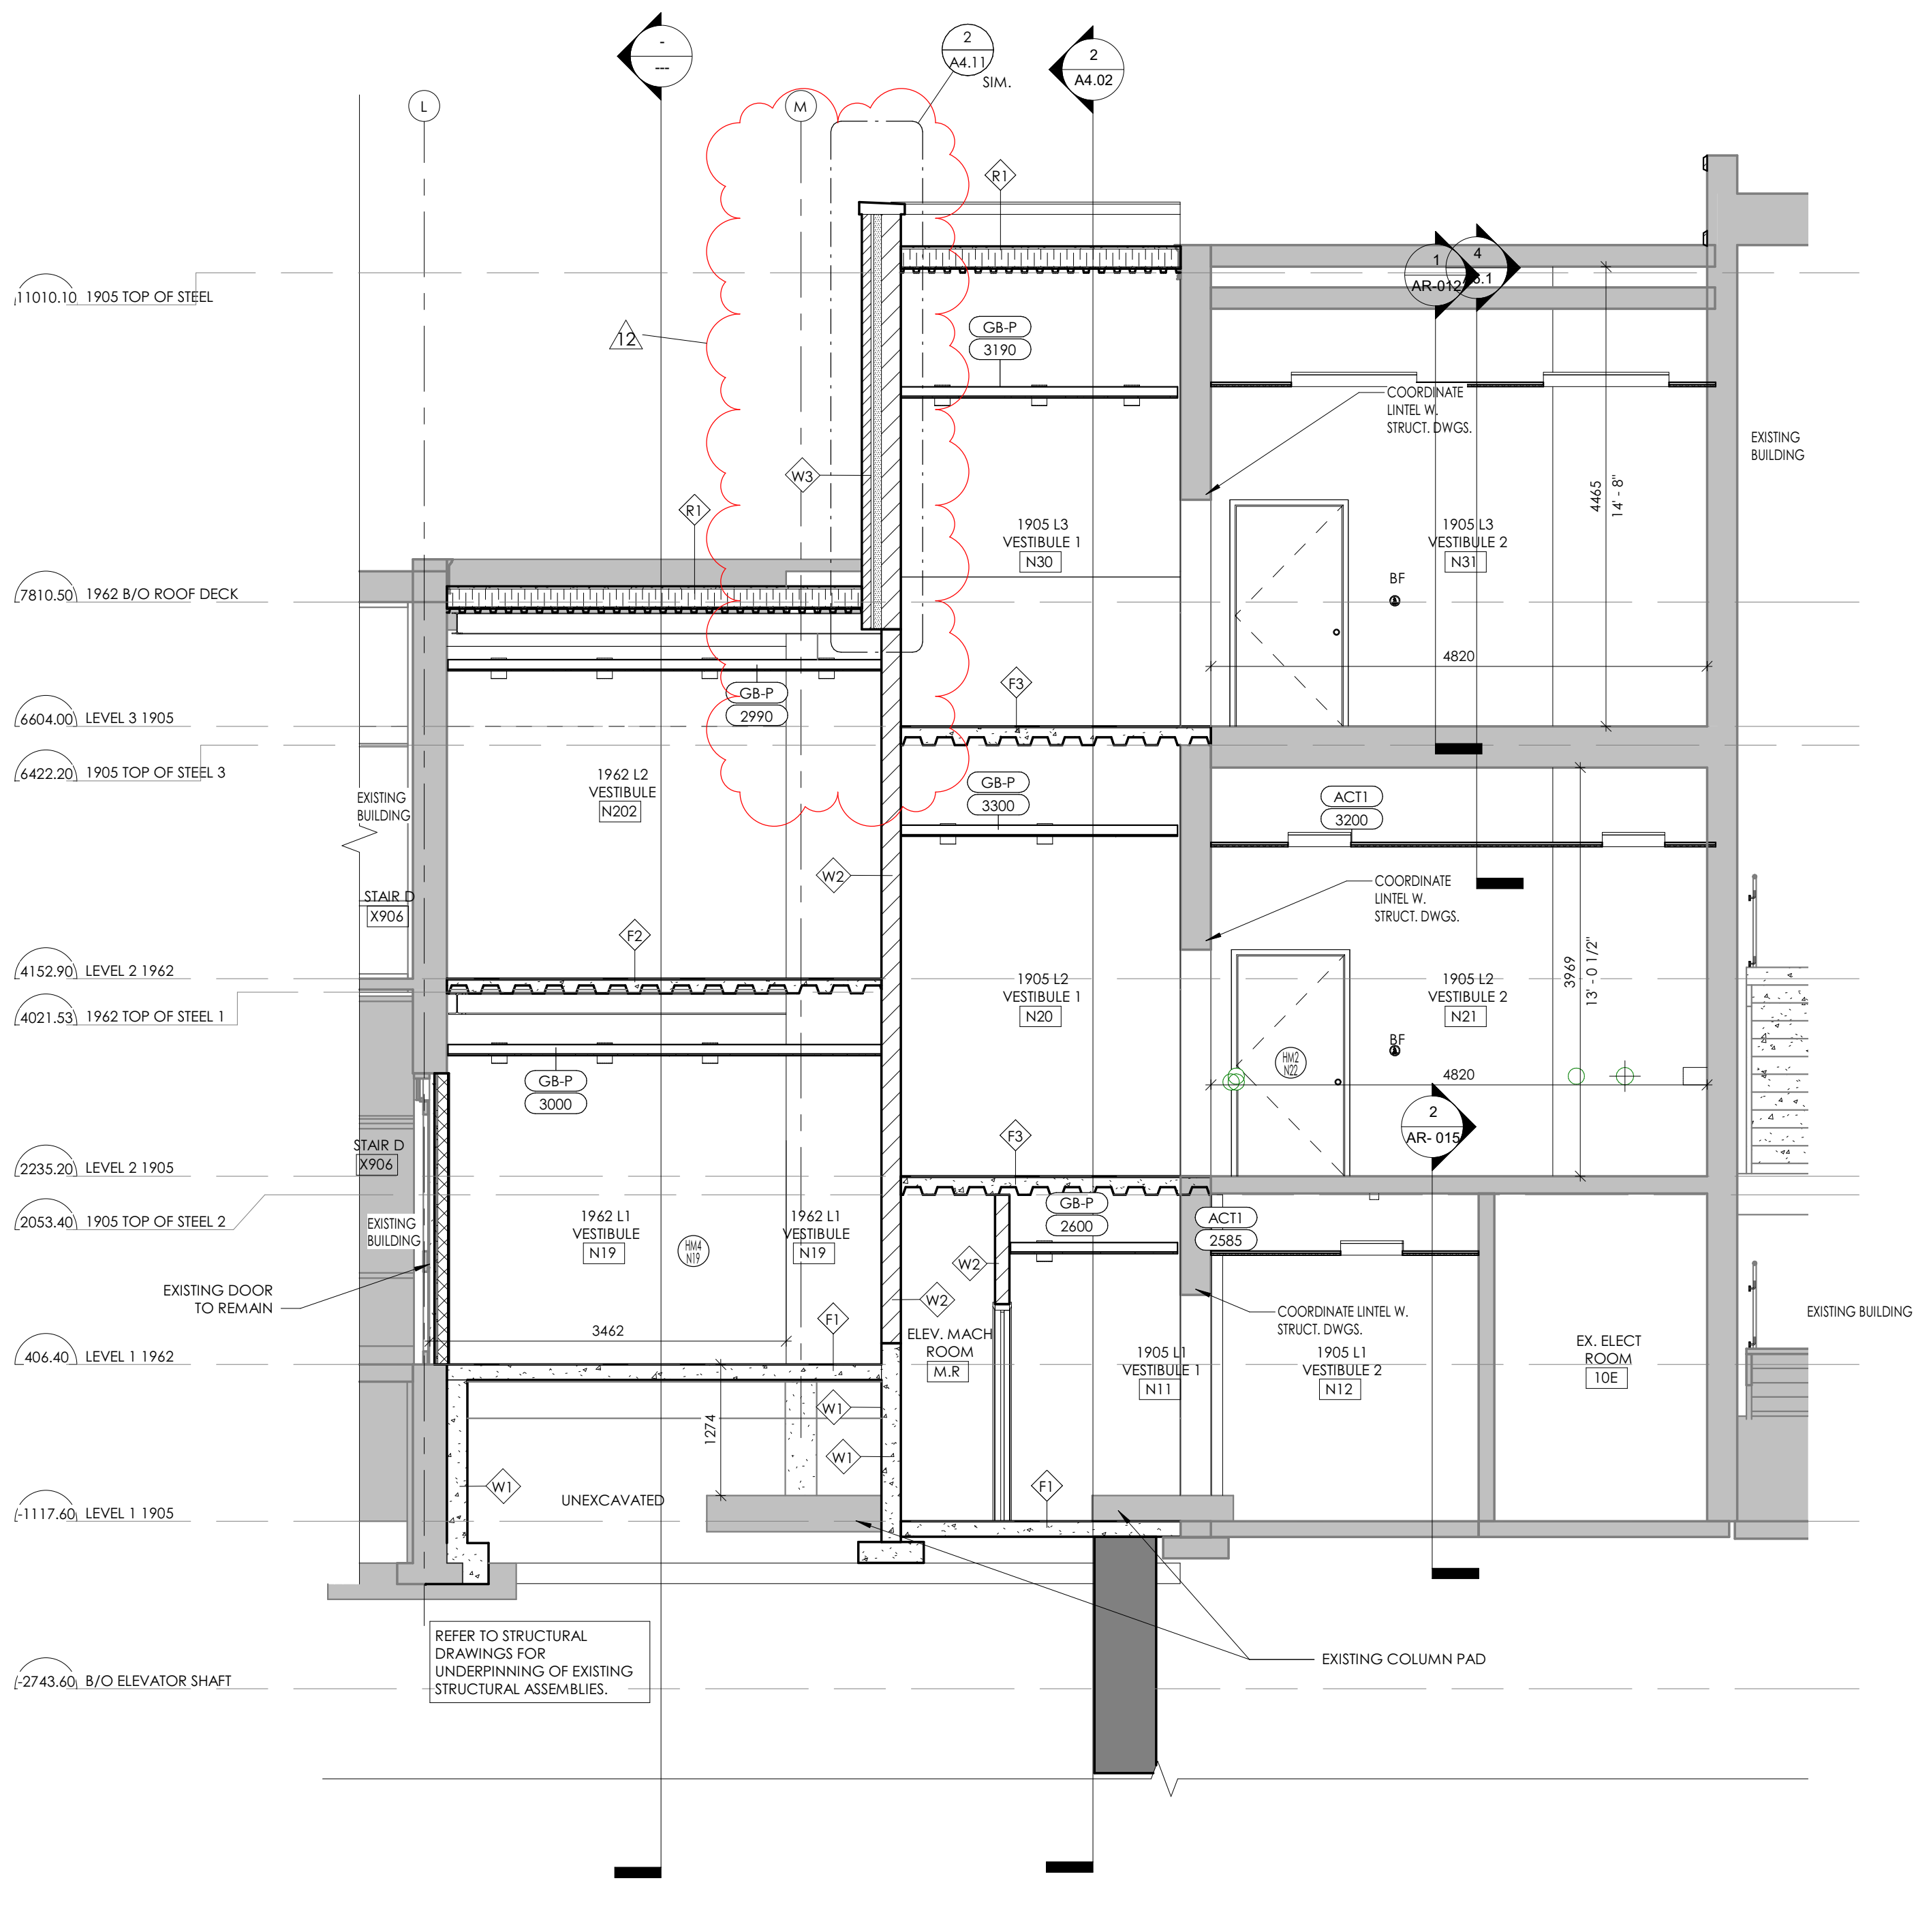 -
---
2
A4.11
SIM.
2
A4.02
L
M
R1
11010.10 1905 TOP OF STEEL
12
GB-P
3190
1
AR-012
4
COORDINATE
LINTEL W.
STRUCT. DWGS.
EXISTING
BUILDING
4465
14' - 8"
W3
R1
1905 L3
VESTIBULE 1
N30
1905 L3
VESTIBULE 2
N31
BF
7810.50 1962 B/O ROOF DECK
4820
GB-P
2990
F3
6604.00 LEVEL 3 1905
6422.20 1905 TOP OF STEEL 3
1962 L2
VESTIBULE
N202
GB-P
3300
ACT1
3200
EXISTING
BUILDING
W2
COORDINATE
LINTEL W.
STRUCT. DWGS.
STAIR D
X906
F2
3969
13' - 0 1/2"
4152.90 LEVEL 2 1962
1905 L2
VESTIBULE 1
N20
1905 L2
VESTIBULE 2
N21
4021.53 1962 TOP OF STEEL 1
BF
HM2
N22
GB-P
3000
4820
2
AR- 015
F3
STAIR D
X906
2235.20 LEVEL 2 1905
GB-P
2600
2053.40 1905 TOP OF STEEL 2
EXISTING
BUILDING
1962 L1
VESTIBULE
N19
HM4
N19
1962 L1
VESTIBULE
N19
ACT1
2585
W2
EXISTING DOOR
TO REMAIN
W2
COORDINATE LINTEL W.
STRUCT. DWGS.
EXISTING BUILDING
3462
F1
ELEV. MACH
ROOM
M.R
406.40 LEVEL 1 1962
1905 L1
VESTIBULE 1
N11
1905 L1
VESTIBULE 2
N12
EX. ELECT
ROOM
10E
W1
1274
W1
W1
UNEXCAVATED
F1
-1117.60 LEVEL 1 1905
REFER TO STRUCTURAL
DRAWINGS FOR
UNDERPINNING OF EXISTING
STRUCTURAL ASSEMBLIES.
EXISTING COLUMN PAD
-2743.60 B/O ELEVATOR SHAFT